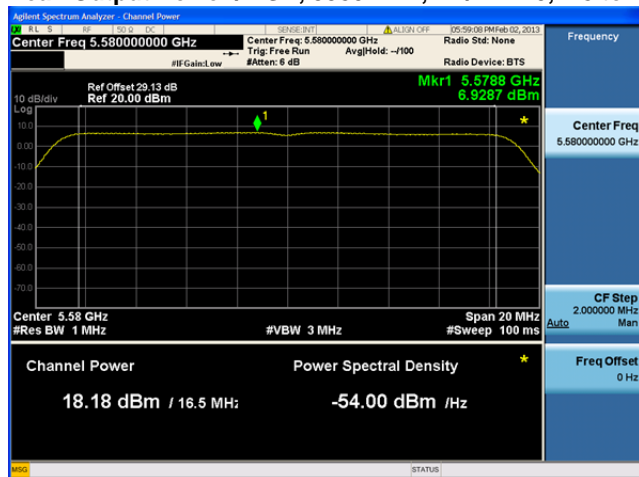 Agilent Spectrum Analyzer - Channel Power
RL S RF 50 Ω DC SENSE:INT ALIGN OFF 05:59:08 PM Feb 02, 2013
Center Freq 5.580000000 GHz
Center Freq: 5.580000000 GHz Radio Std: None
Trig: Free Run Avg|Hold: --/100
#IFGain:Low #Atten: 6 dB Radio Device: BTS
Frequency
Ref Offset 29.13 dB Mkr1 5.5788 GHz
10 dB/div Ref 20.00 dBm 6.9287 dBm
Log
1
10.0
0.00
-10.0
-20.0
-30.0
-40.0
-50.0
-60.0
-70.0
Center 5.58 GHz Span 20 MHz
#Res BW 1 MHz #VBW 3 MHz #Sweep 100 ms
Channel Power Power Spectral Density
18.18 dBm / 16.5 MHz -54.00 dBm /Hz
Center Freq
5.580000000 GHz
CF Step
2.000000 MHz
Auto Man
Freq Offset
0 Hz
MSG STATUS